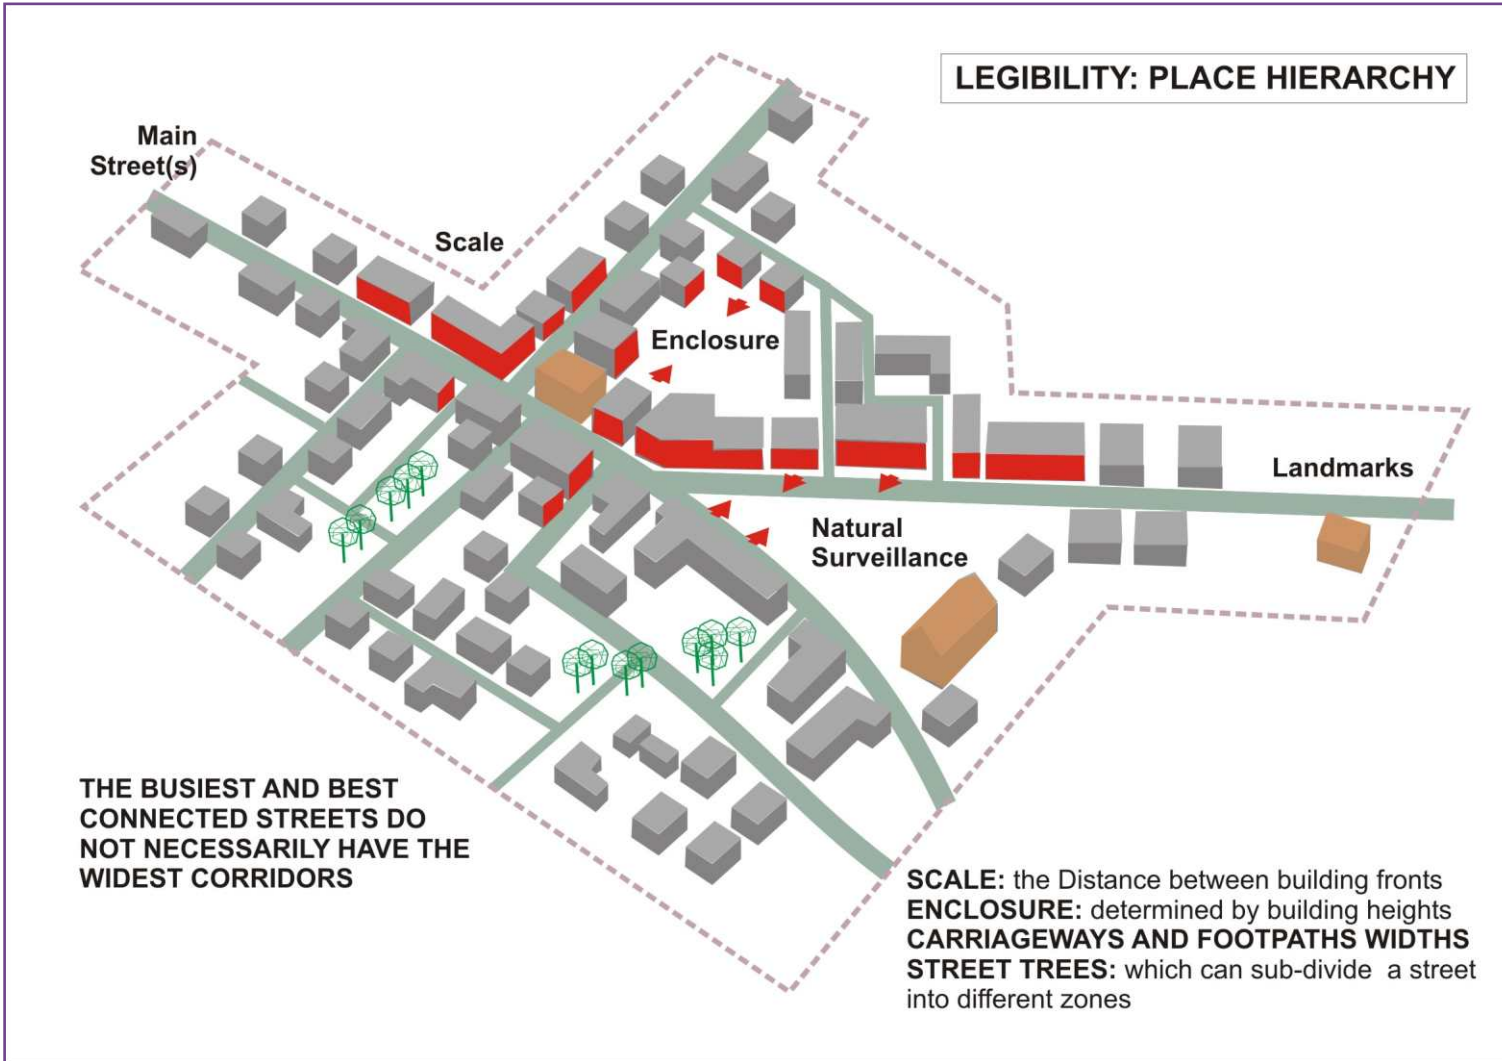 LEGIBILITY: PLACE HIERARCHY
Main
Street(s)
Scale
Enclosure
Landmarks
Natural
Surveillance
THE BUSIEST AND BEST
CONNECTED STREETS DO
NOT NECESSARILY HAVE THE
WIDEST CORRIDORS
SCALE: the Distance between building fronts
ENCLOSURE: determined by building heights
CARRIAGEWAYS AND FOOTPATHS WIDTHS
STREET TREES: which can sub-divide a street
into different zones